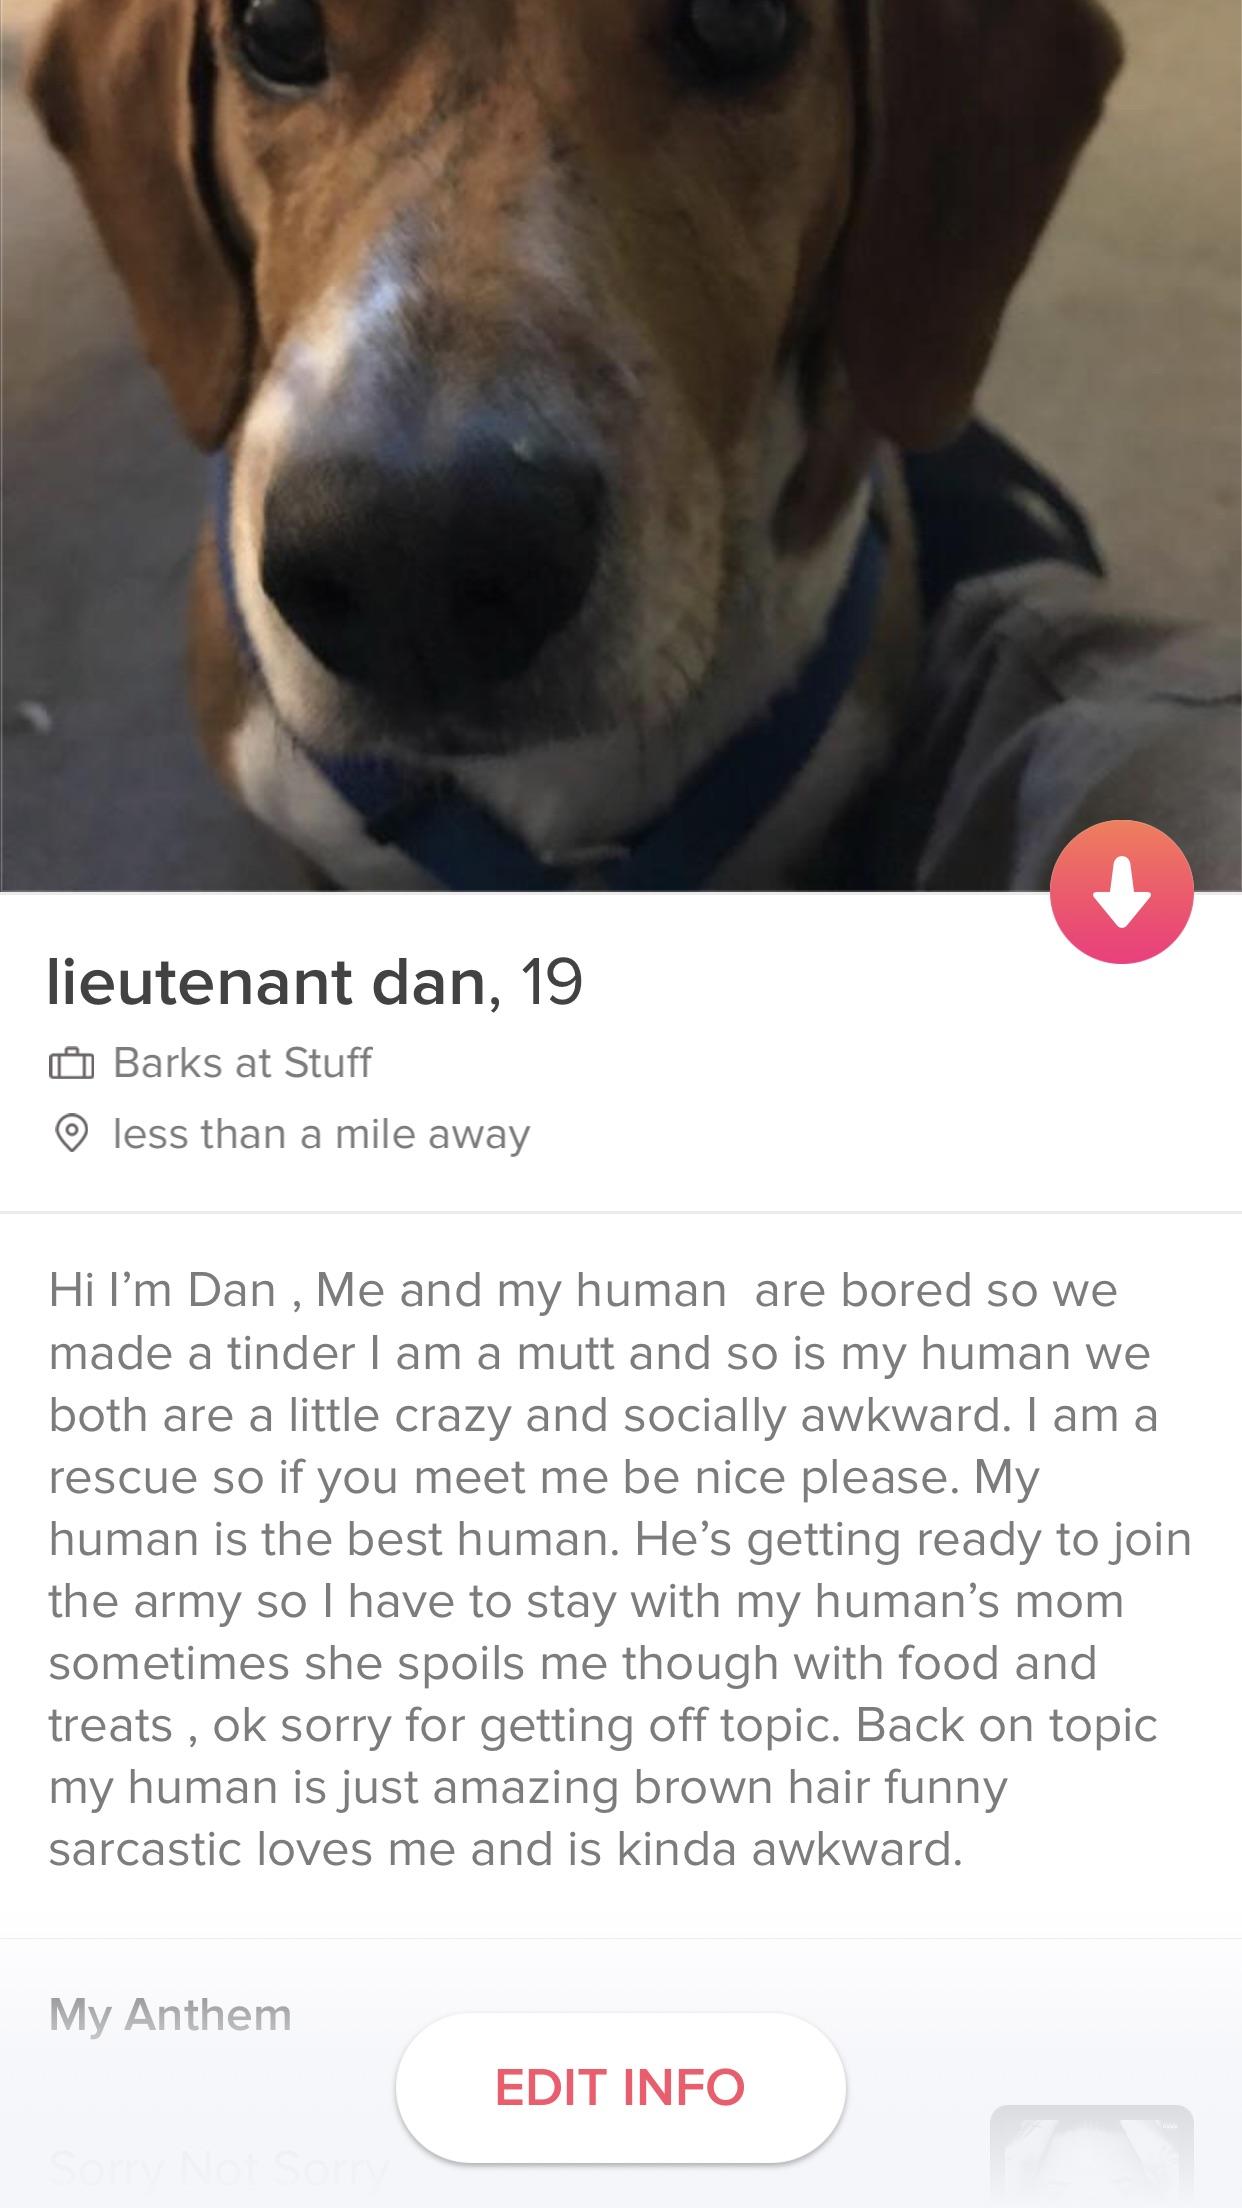 lieutenant dan, 19
Barks at Stuff
less than a mile away
Hi I’m Dan , Me and my human  are bored so we
made a tinder I am a mutt and so is my human we
both are a little crazy and socially awkward. I am a
rescue so if you meet me be nice please. My
human is the best human. He’s getting ready to join
the army so I have to stay with my human’s mom
sometimes she spoils me though with food and
treats , ok sorry for getting off topic. Back on topic
my human is just amazing brown hair funny
sarcastic loves me and is kinda awkward.
My Anthem
EDIT INFO
Sorry Not Sorry